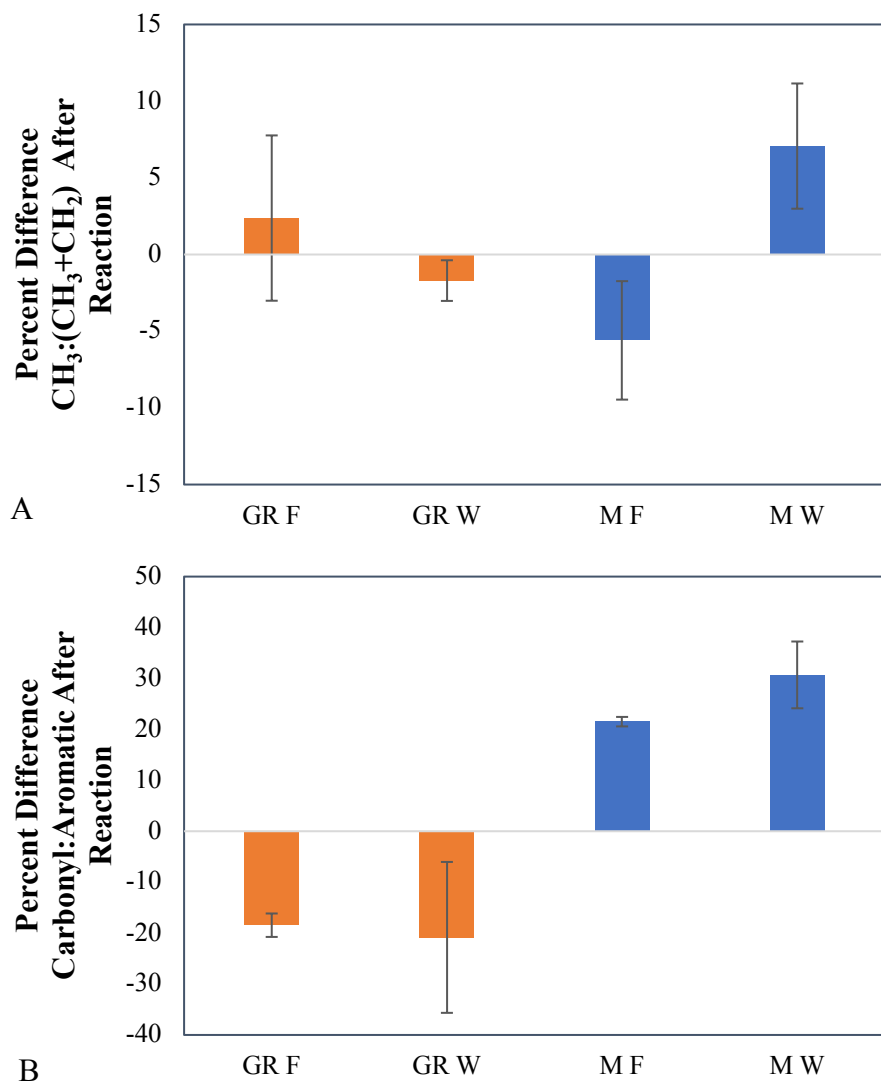 Percent Difference
CH₃:(CH₃+CH₂) After
Reaction
15
10
5
0
-5
-10
-15
A
GR F GR W M F M W
Percent Difference
Carbonyl:Aromatic After
Reaction
50
40
30
20
10
0
-10
-20
-30
-40
B
GR F GR W M F M W